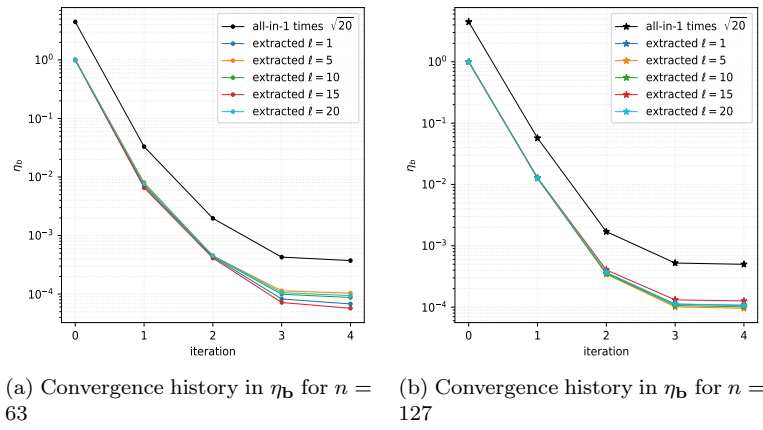 all-in-1 times √20
extracted ℓ = 1
extracted ℓ = 5
extracted ℓ = 10
extracted ℓ = 15
extracted ℓ = 20
10⁰
10⁻¹
10⁻²
10⁻³
10⁻⁴
η_b
0 1 2 3 4
iteration
all-in-1 times √20
extracted ℓ = 1
extracted ℓ = 5
extracted ℓ = 10
extracted ℓ = 15
extracted ℓ = 20
10⁰
10⁻¹
10⁻²
10⁻³
10⁻⁴
η_b
0 1 2 3 4
iteration
(a) Convergence history in η_b for n =
63
(b) Convergence history in η_b for n =
127